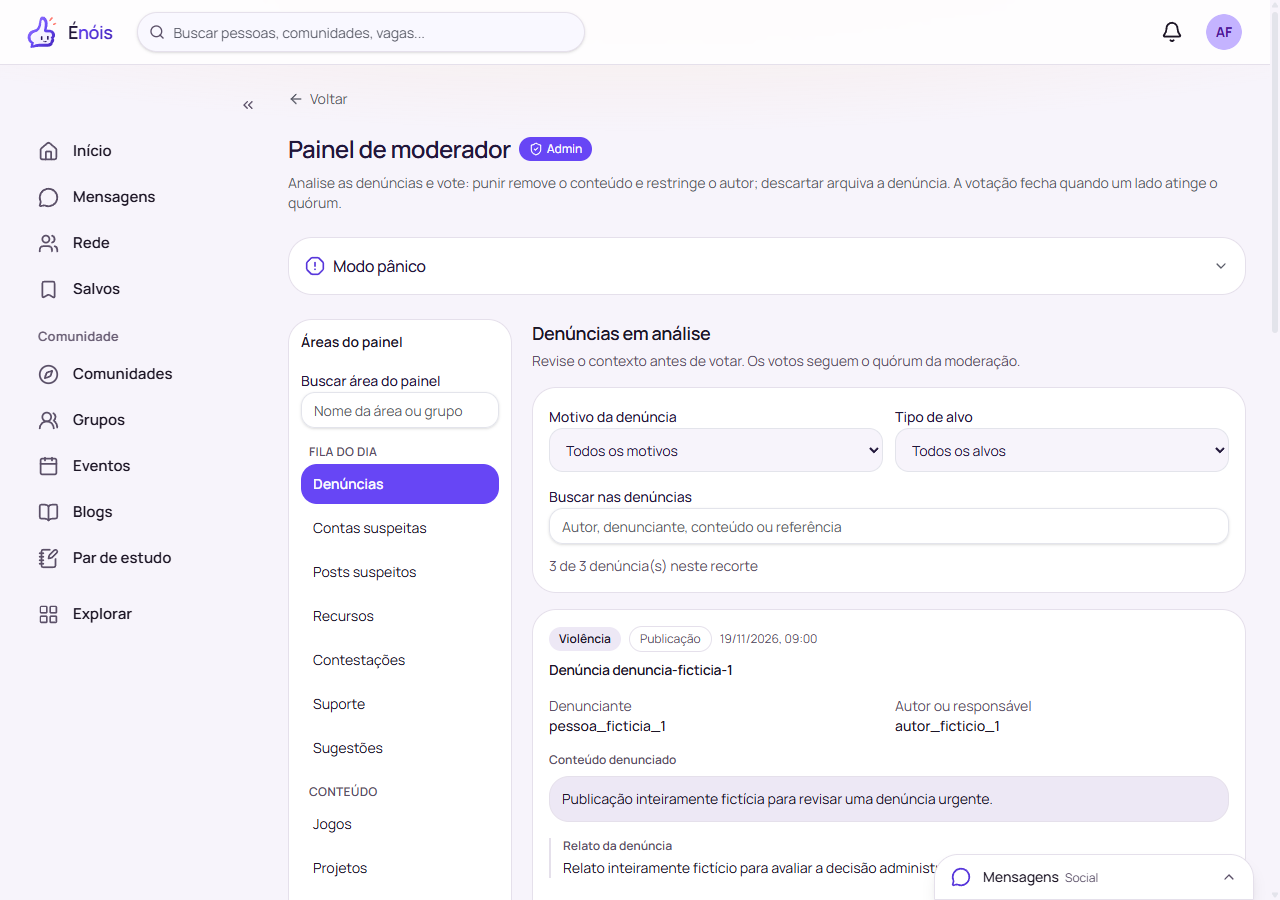 Énóis
Buscar pessoas, comunidades, vagas...
AF
Voltar
Painel de moderador
Admin
Analise as denúncias e vote: punir remove o conteúdo e restringe o autor; descartar arquiva a denúncia. A votação fecha quando um lado atinge o
quórum.
Modo pânico
Início
Mensagens
Rede
Salvos
Comunidade
Comunidades
Grupos
Eventos
Blogs
Par de estudo
Explorar
Áreas do painel
Buscar área do painel
Nome da área ou grupo
FILA DO DIA
Denúncias
Contas suspeitas
Posts suspeitos
Recursos
Contestações
Suporte
Sugestões
CONTEÚDO
Jogos
Projetos
Denúncias em análise
Revise o contexto antes de votar. Os votos seguem o quórum da moderação.
Motivo da denúncia
Todos os motivos
Tipo de alvo
Todos os alvos
Buscar nas denúncias
Autor, denunciante, conteúdo ou referência
3 de 3 denúncia(s) neste recorte
Violência Publicação 19/11/2026, 09:00
Denúncia denuncia-ficticia-1
Denunciante
pessoa_ficticia_1
Autor ou responsável
autor_ficticio_1
Conteúdo denunciado
Publicação inteiramente fictícia para revisar uma denúncia urgente.
Relato da denúncia
Relato inteiramente fictício para avaliar a decisão
Mensagens Social